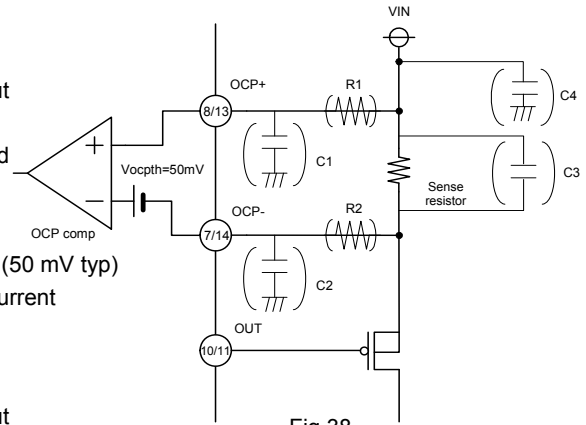 VIN
ut
OCP+
R1
C4
8/13
+
C1
d
Vocpth=50mV
C3
Sense
resistor
OCP-
R2
−
7/14
OCP comp
(50 mV typ)
C2
urrent
OUT
10/11
ut